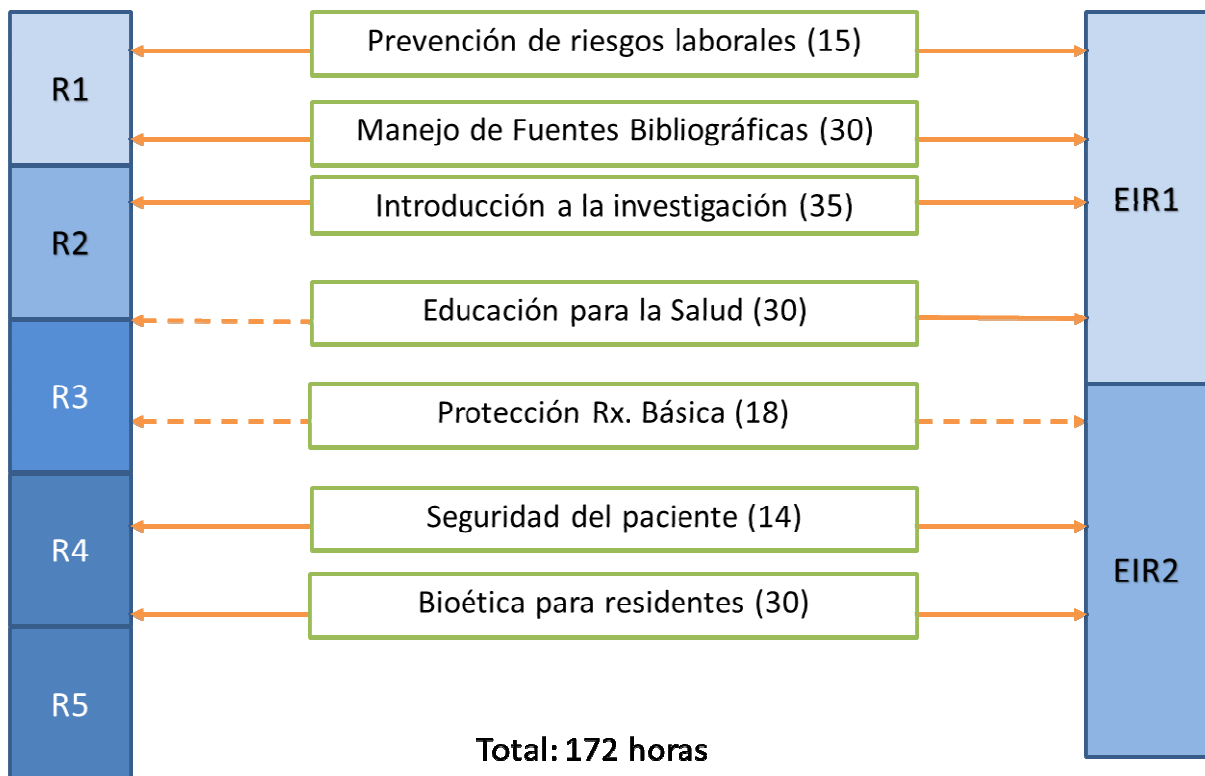 R1
R2
R3
R4
R5
Prevención de riesgos laborales (15)
Manejo de Fuentes Bibliográficas (30)
Introducción a la investigación (35)
Educación para la Salud (30)
Protección Rx. Básica (18)
Seguridad del paciente (14)
Bioética para residentes (30)
Total: 172 horas
EIR1
EIR2